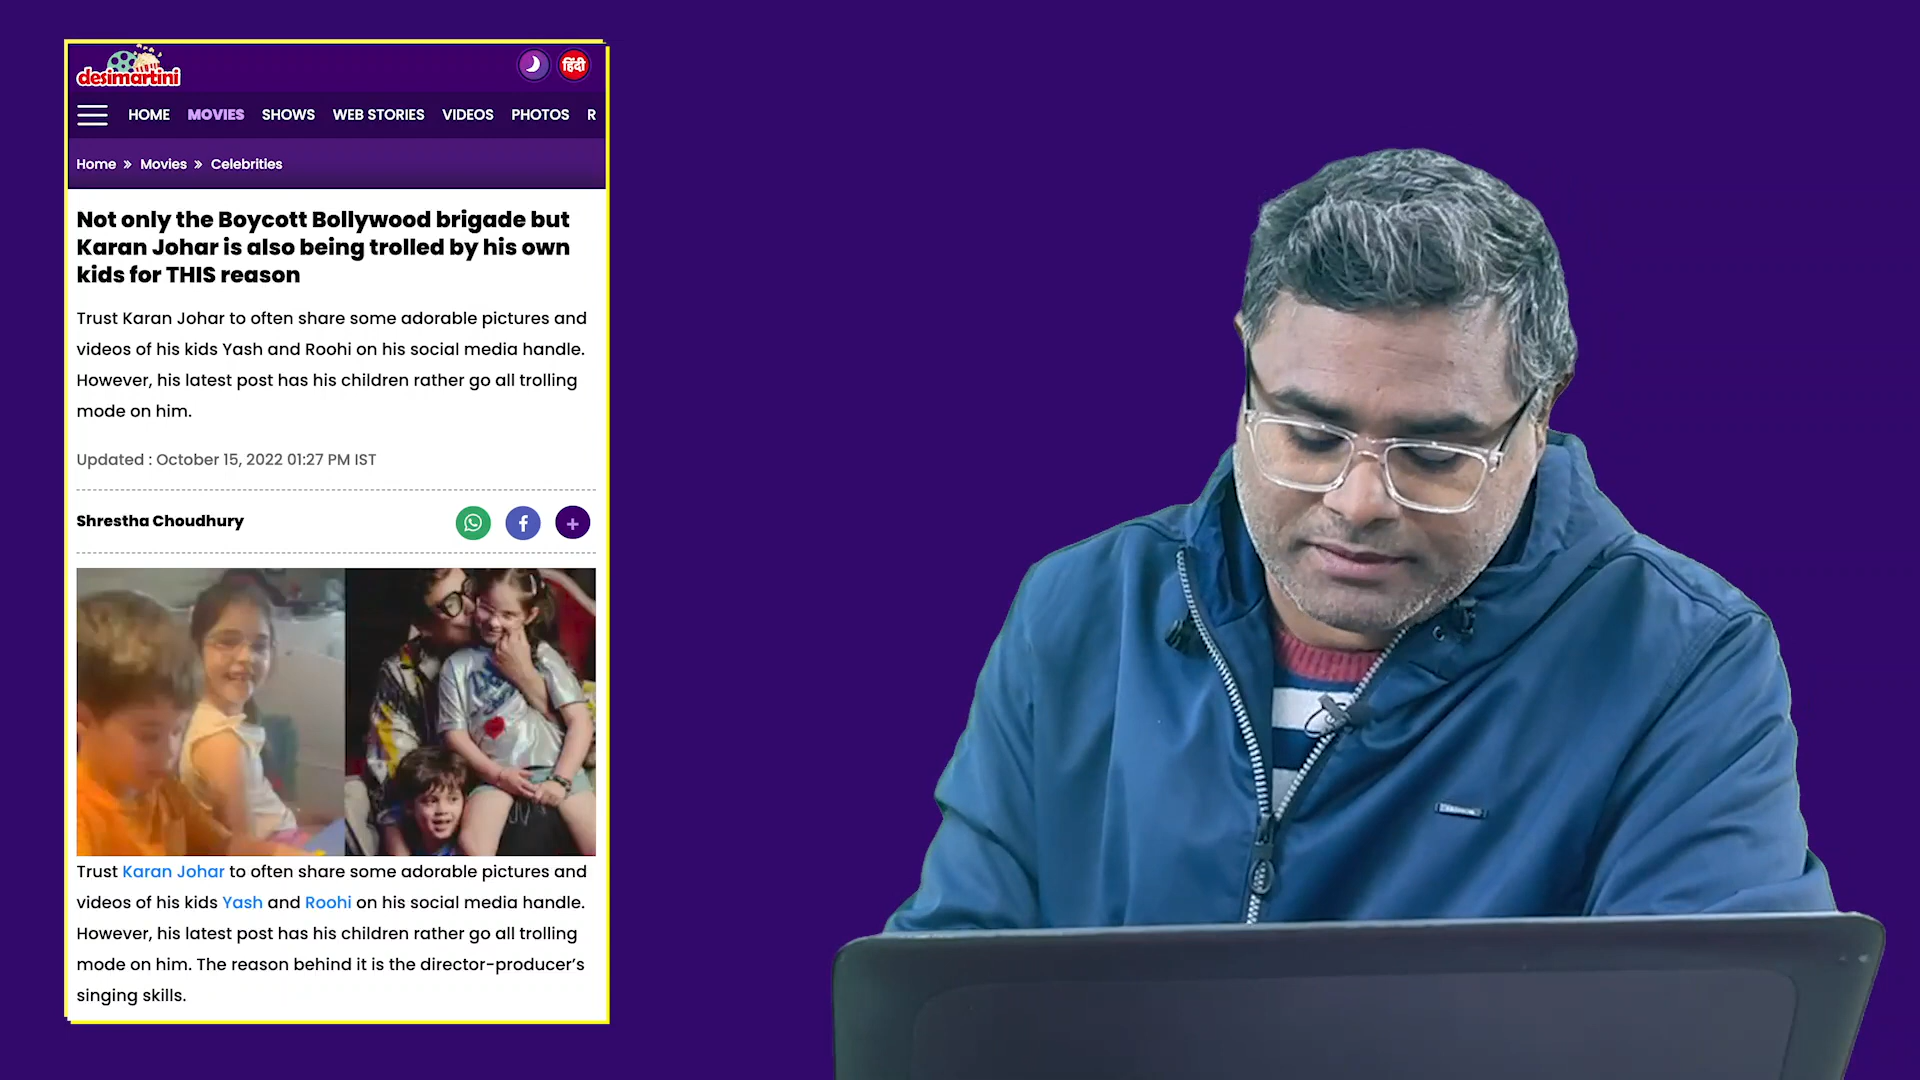 desimartini
हिंदी
HOME MOVIES SHOWS WEB STORIES VIDEOS PHOTOS R
Home » Movies » Celebrities
Not only the Boycott Bollywood brigade but
Karan Johar is also being trolled by his own
kids for THIS reason
Trust Karan Johar to often share some adorable pictures and
videos of his kids Yash and Roohi on his social media handle.
However, his latest post has his children rather go all trolling
mode on him.
Updated : October 15, 2022 01:27 PM IST
Shrestha Choudhury
Trust Karan Johar to often share some adorable pictures and
videos of his kids Yash and Roohi on his social media handle.
However, his latest post has his children rather go all trolling
mode on him. The reason behind it is the director-producer’s
singing skills.